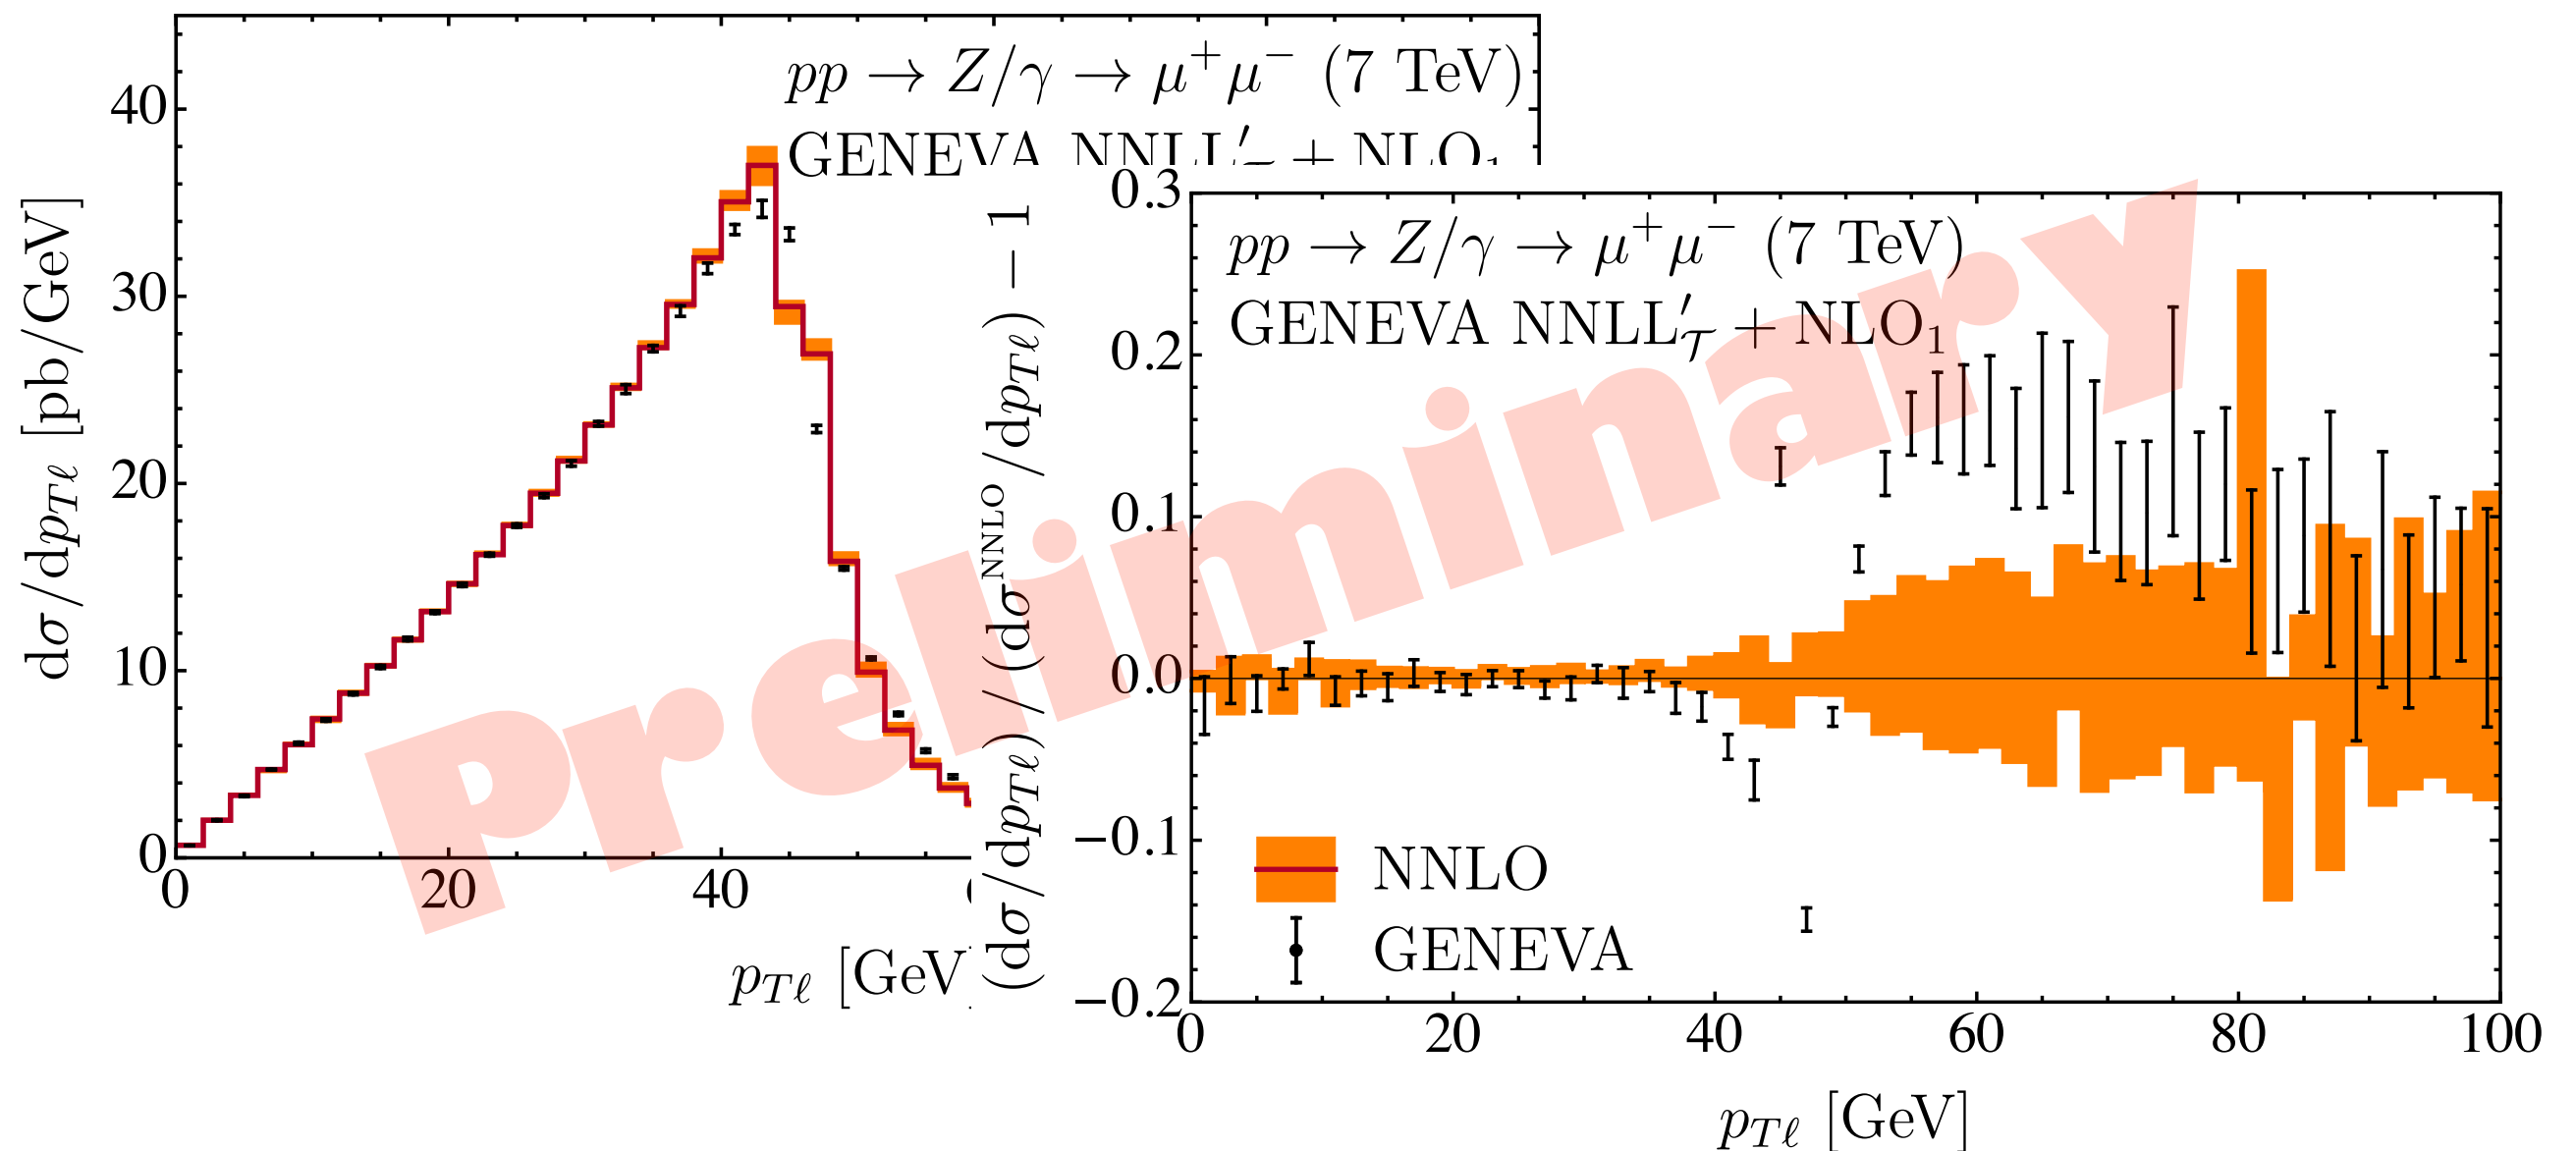 pp → Z/γ → μ⁺μ⁻ (7 TeV)
GENEVA NNLL′ + NLO₁
dσ/dp_Tℓ [pb/GeV]
40
30
20
10
0
0 20 40
p_Tℓ [GeV
pp → Z/γ → μ⁺μ⁻ (7 TeV)
GENEVA NNLL′_𝒯 + NLO₁
(dσ/dp_Tℓ) / (dσ^NNLO/dp_Tℓ) − 1
0.3
0.2
0.1
0.0
−0.1
−0.2
NNLO
GENEVA
0 20 40 60 80 100
p_Tℓ [GeV]
Preliminary